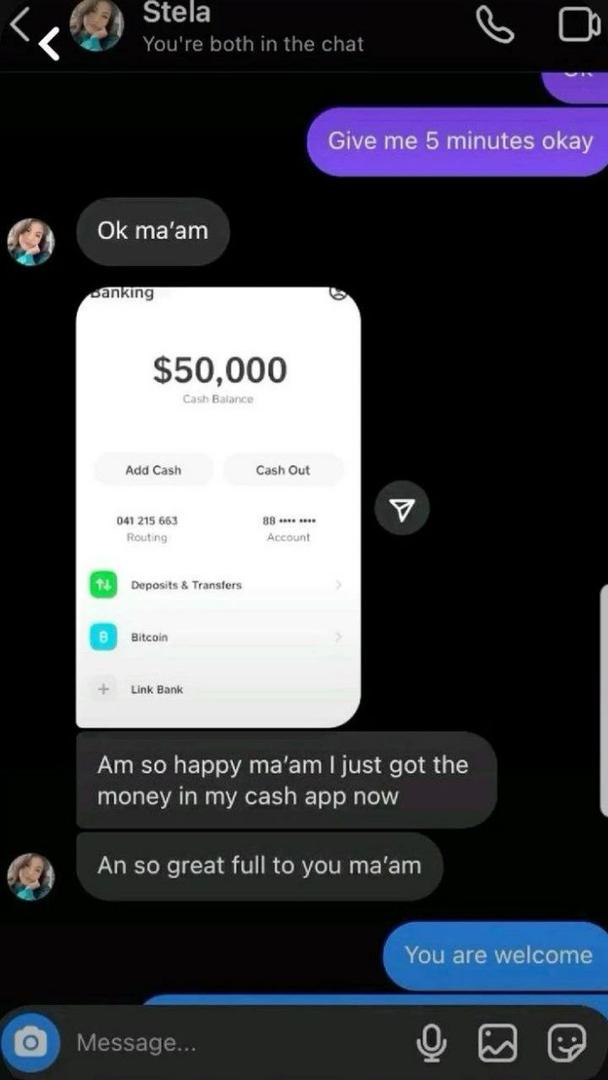 Stela
You're both in the chat
Give me 5 minutes okay
Ok ma'am
Banking
$50,000
Cash Balance
Add Cash
Cash Out
041 215 663
88 •••• ••••
Routing
Account
Deposits & Transfers
Bitcoin
Link Bank
Am so happy ma'am I just got the
money in my cash app now
An so great full to you ma'am
You are welcome
Message...